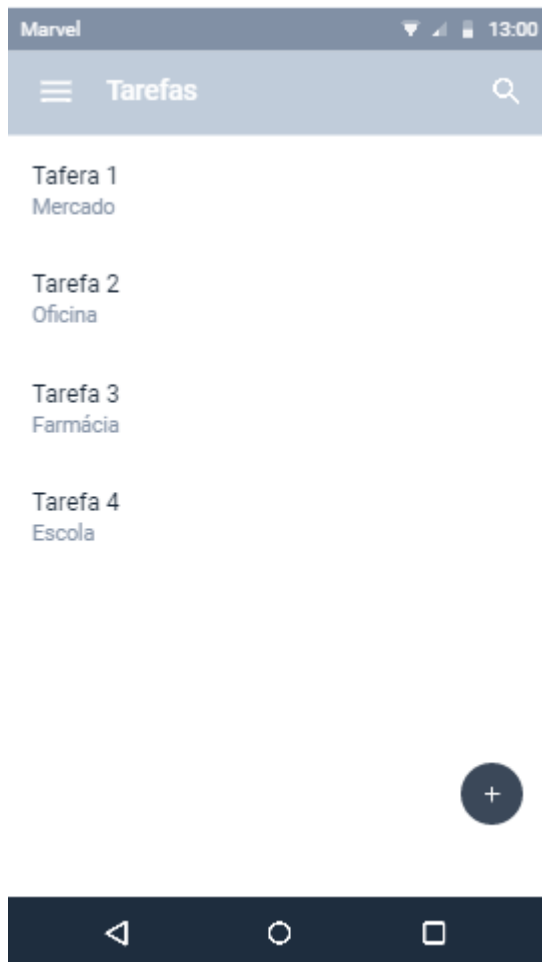 Marvel 13:00
Tarefas
Tafera 1
Mercado
Tarefa 2
Oficina
Tarefa 3
Farmácia
Tarefa 4
Escola
+